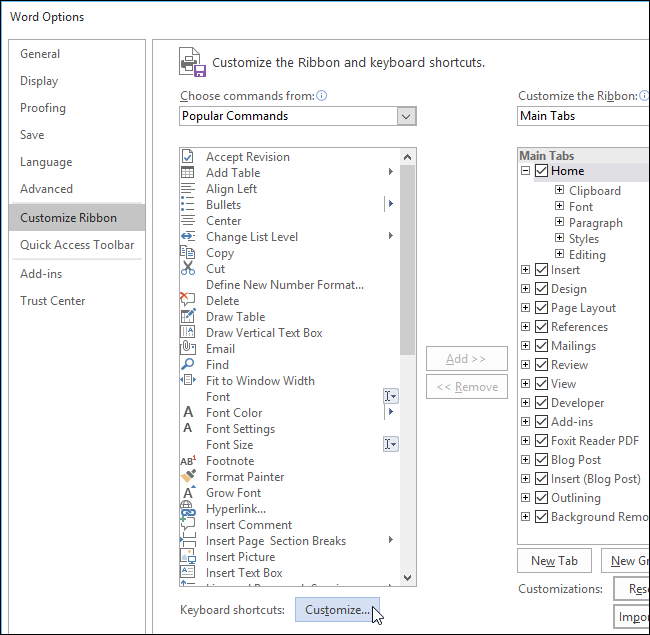 Word Options
General
Display
Proofing
Save
Language
Advanced
Customize Ribbon
Quick Access Toolbar
Add-ins
Trust Center
Customize the Ribbon and keyboard shortcuts.
Choose commands from:
Popular Commands
Accept Revision
Add Table
Align Left
Bullets
Center
Change List Level
Copy
Cut
Define New Number Format...
Delete
Draw Table
Draw Vertical Text Box
Email
Find
Fit to Window Width
Font
Font Color
Font Settings
Font Size
Footnote
Format Painter
Grow Font
Hyperlink...
Insert Comment
Insert Page  Section Breaks
Insert Picture
Insert Text Box
Keyboard shortcuts: Customize...
Add >>
<< Remove
Customize the Ribbon:
Main Tabs
Main Tabs
Home
Clipboard
Font
Paragraph
Styles
Editing
Insert
Design
Page Layout
References
Mailings
Review
View
Developer
Add-ins
Foxit Reader PDF
Blog Post
Insert (Blog Post)
Outlining
Background Remo
New Tab New Gr
Customizations: Res
Impor